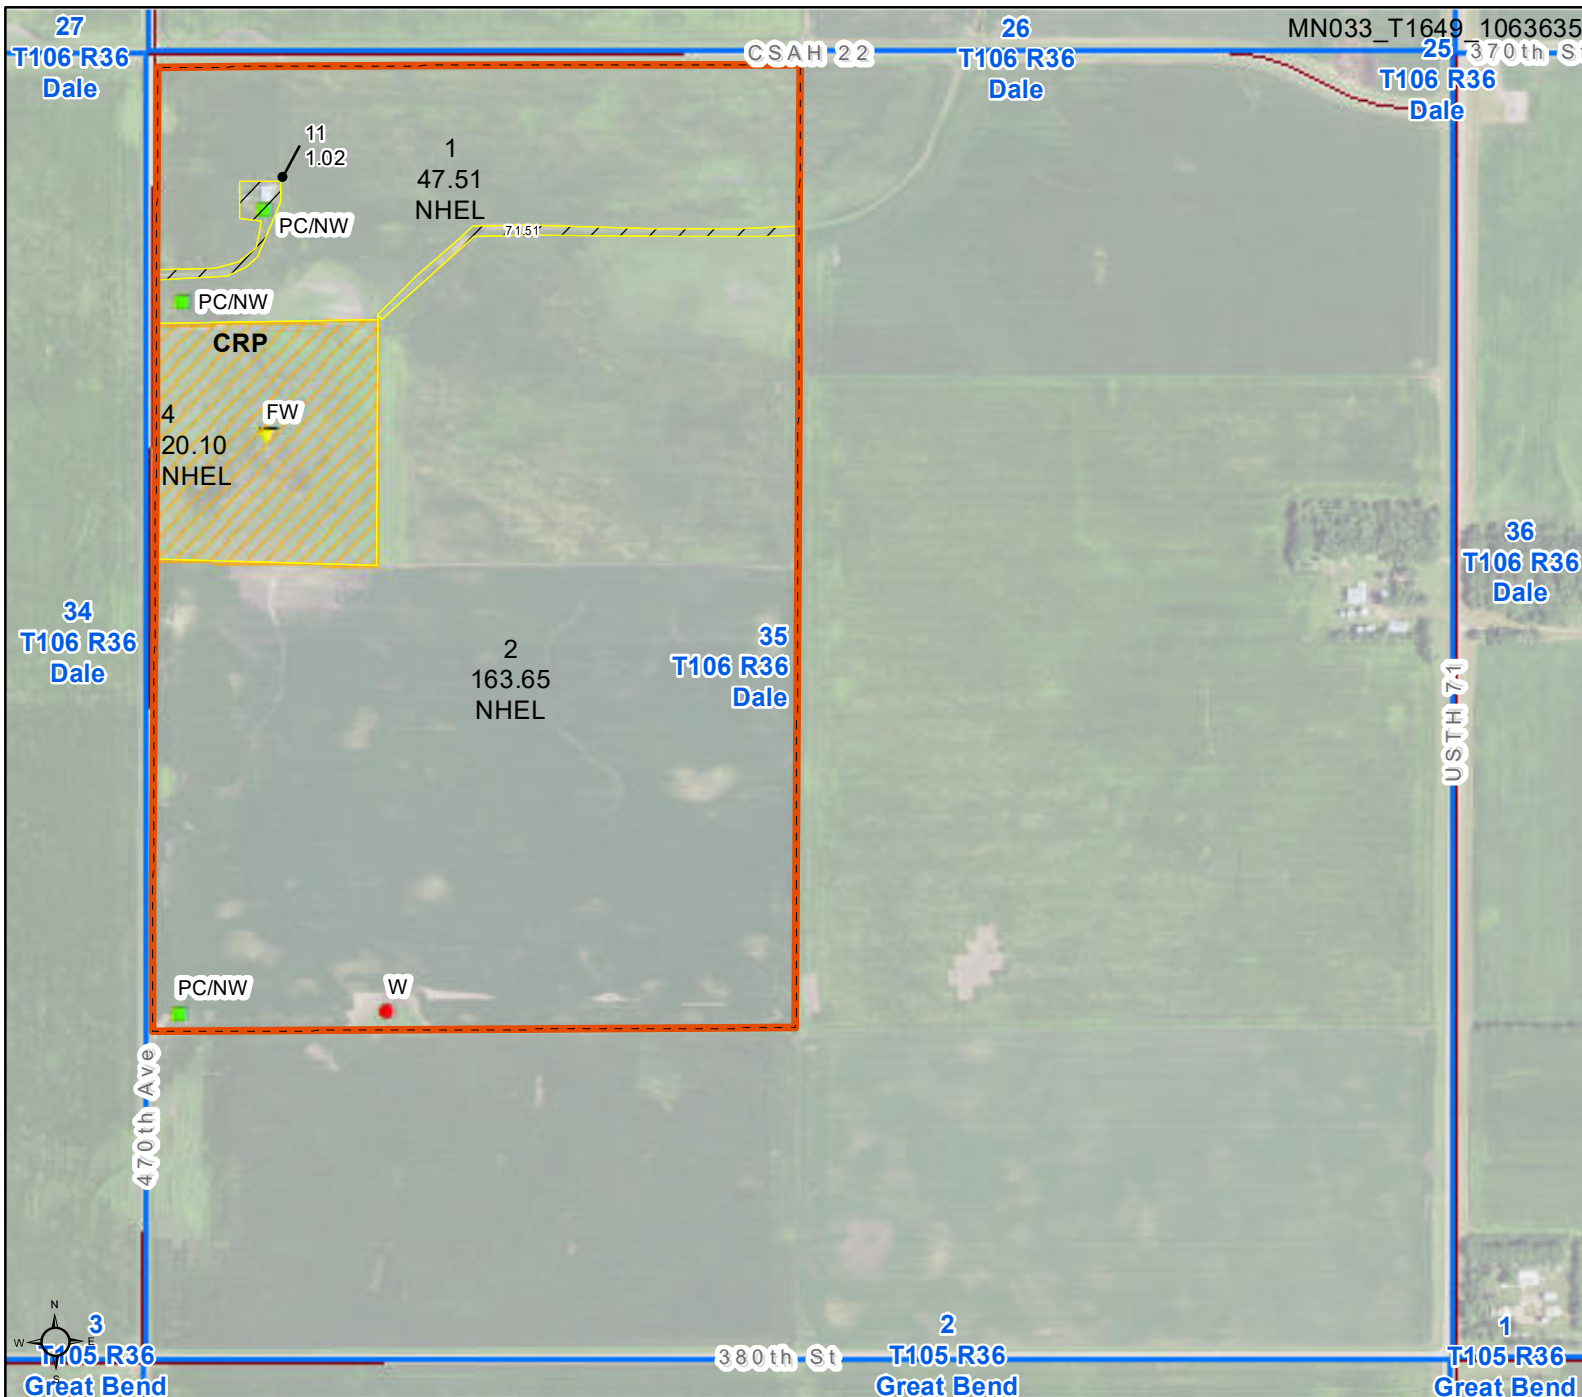 27
T106 R36
Dale
26
T106 R36
Dale
MN033_T1649_1063635
25
T106 R36
Dale
370th St
CSAH 22
11
1.02
1
47.51
NHEL
PC/NW
71.51
PC/NW
CRP
FW
4
20.10
NHEL
36
T106 R36
Dale
34
T106 R36
Dale
2
163.65
NHEL
35
T106 R36
Dale
USTH 71
PC/NW
W
470th Ave
N
W
E
S
3
T105 R36
Great Bend
380th St
2
T105 R36
Great Bend
1
T105 R36
Great Bend